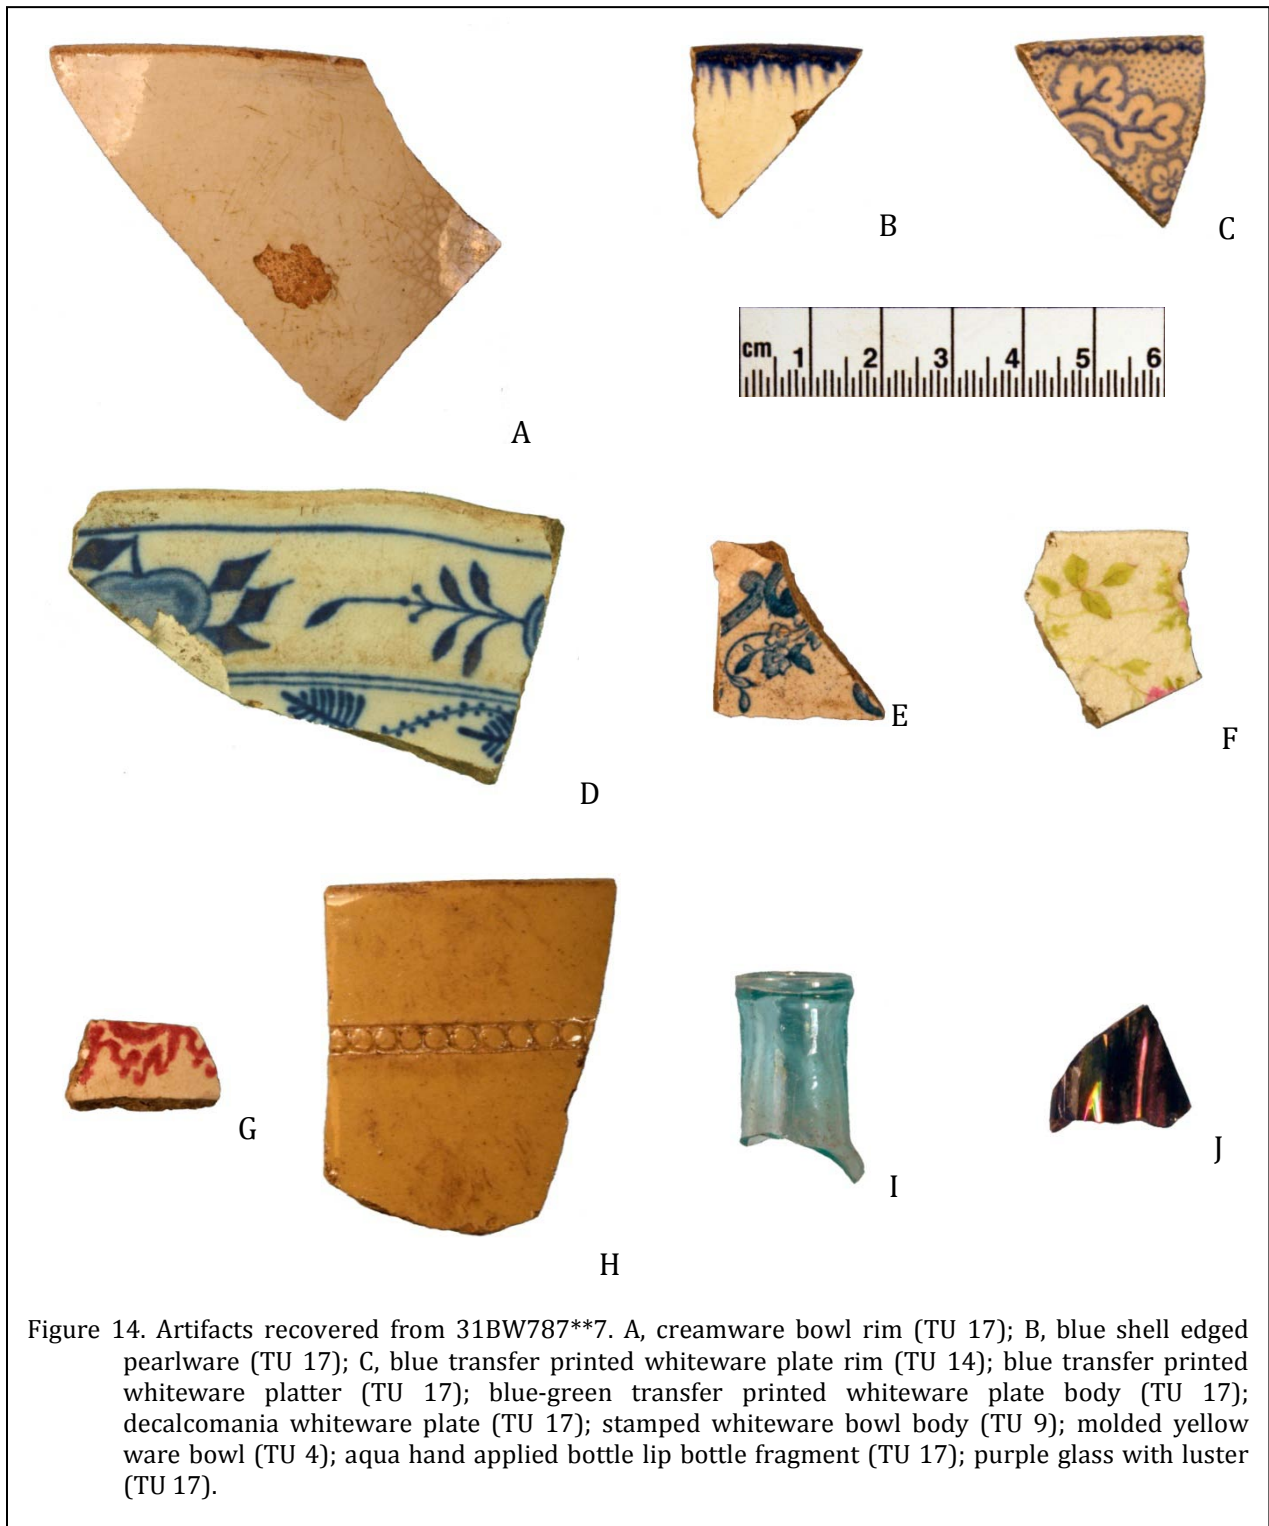 B
C
cm 1 2 3 4 5 6
A
E
F
D
G
J
I
H
Figure 14. Artifacts recovered from 31BW787**7. A, creamware bowl rim (TU 17); B, blue shell edged
pearlware (TU 17); C, blue transfer printed whiteware plate rim (TU 14); blue transfer printed
whiteware platter (TU 17); blue-green transfer printed whiteware plate body (TU 17);
decalcomania whiteware plate (TU 17); stamped whiteware bowl body (TU 9); molded yellow
ware bowl (TU 4); aqua hand applied bottle lip bottle fragment (TU 17); purple glass with luster
(TU 17).